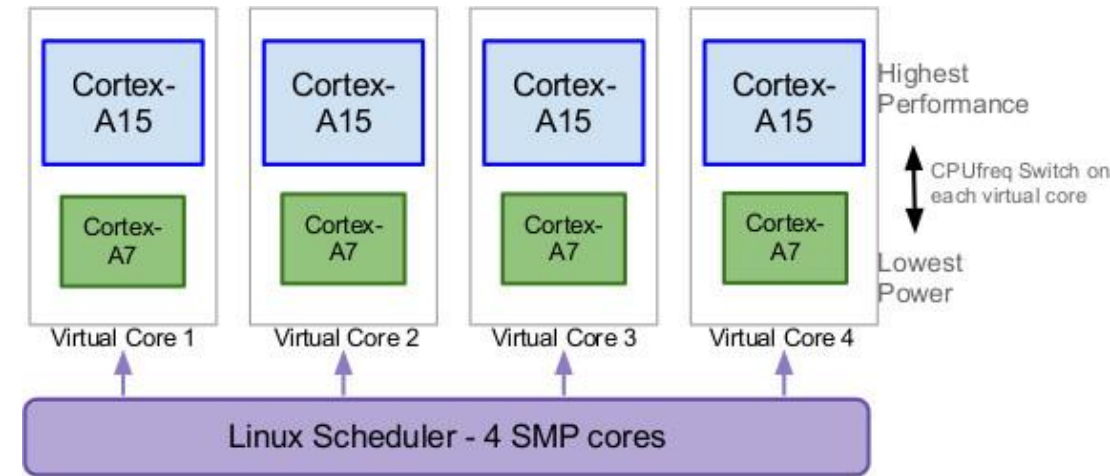 Cortex-
A15
Cortex-
A15
Cortex-
A15
Cortex-
A15
Highest
Performance
CPUfreq Switch on
each virtual core
Cortex-
A7
Cortex-
A7
Cortex-
A7
Cortex-
A7
Lowest
Power
Virtual Core 1
Virtual Core 2
Virtual Core 3
Virtual Core 4
Linux Scheduler - 4 SMP cores